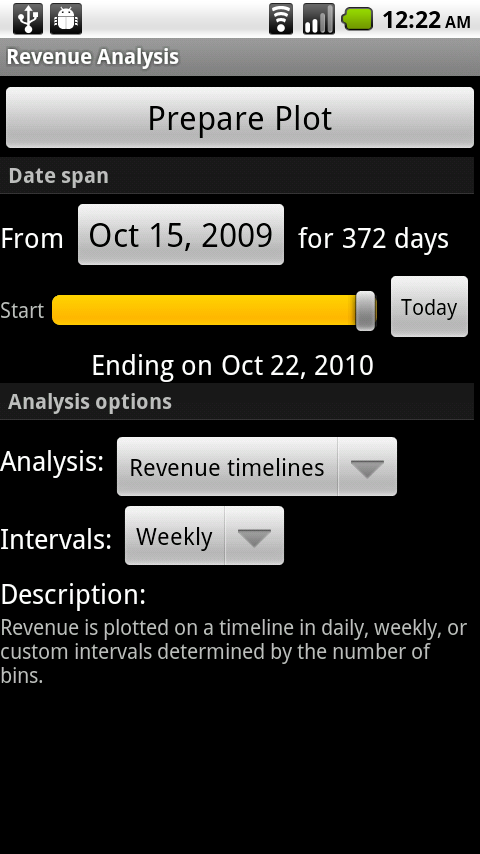 12:22 AM
Revenue Analysis
Prepare Plot
Date span
From Oct 15, 2009 for 372 days
Start Today
Ending on Oct 22, 2010
Analysis options
Analysis: Revenue timelines
Intervals: Weekly
Description:
Revenue is plotted on a timeline in daily, weekly, or
custom intervals determined by the number of
bins.